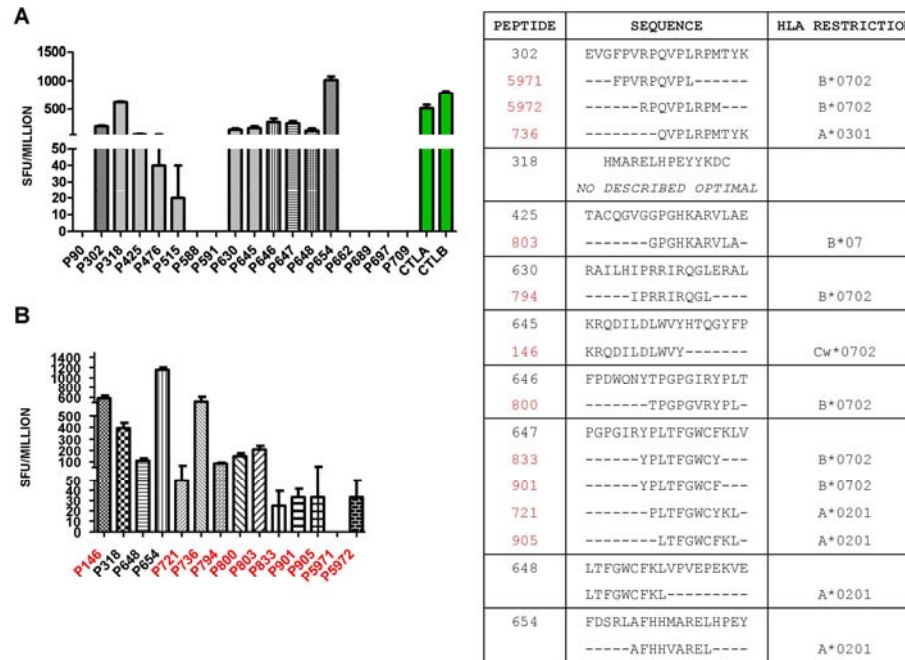 A
SFU/MILLION
1500
1000
500
50
40
30
20
10
0
P90
P302
P318
P425
P476
P515
P588
P591
P630
P645
P646
P647
P648
P654
P662
P689
P697
P709
CTLA
CTLB
B
SFU/MILLION
1400
1200
1000
800
600
500
400
300
200
100
50
40
30
20
10
0
P146
P318
P648
P654
P721
P736
P794
P800
P803
P833
P901
P905
P5971
P5972
PEPTIDE SEQUENCE HLA RESTRICTION
302 EVGFPVRPQVPLRPMTYK
5971 ---FPVRPQVPL------ B*0702
5972 ------RPQVPLRPM--- B*0702
736 --------QVPLRPMTYK A*0301
318 HMARELHPEYYKDC
NO DESCRIBED OPTIMAL
425 TACQGVGGPGHKARVLAE
803 -------GPGHKARVLA- B*07
630 RAILHIPRRIRQGLERAL
794 -----IPRRIRQGL---- B*0702
645 KRQDILDLWVYHTQGYFP
146 KRQDILDLWVY------- Cw*0702
646 FPDWQNYTPGPGIRYPLT
800 -------TPGPGVRYPL- B*0702
647 PGPGIRYPLTFGWCFKLV
833 ------YPLTFGWCY--- B*0702
901 ------YPLTFGWCF--- B*0702
721 -------PLTFGWCYKL- A*0201
905 --------LTFGWCFKL- A*0201
648 LTFGWCFKLVPVEPEKVE
LTFGWCFKL--------- A*0201
654 FDSRLAFHHMARELHPEY
-----AFHHVAREL---- A*0201